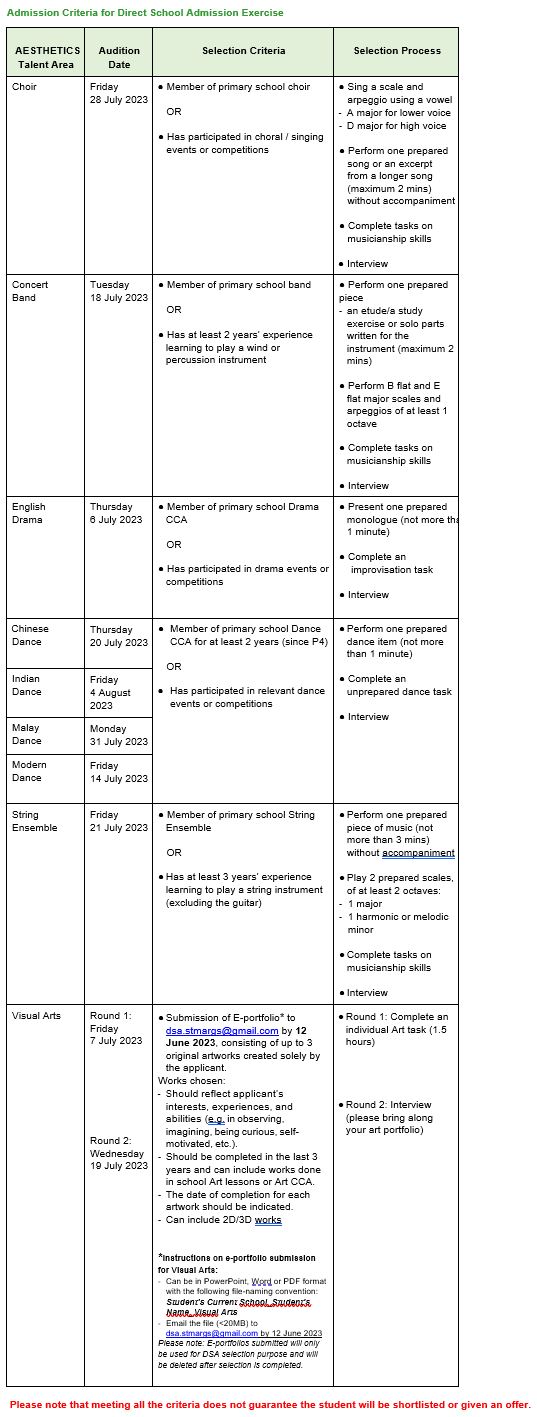 Admission Criteria for Direct School Admission Exercise
AESTHETICS
Talent Area
Audition
Date
Selection Criteria
Selection Process
Choir
Friday
28 July 2023
● Member of primary school choir
OR
● Has participated in choral / singing
events or competitions
● Sing a scale and
arpeggio using a vowel
- A major for lower voice
- D major for high voice
● Perform one prepared
song or an excerpt
from a longer song
(maximum 2 mins)
without accompaniment
● Complete tasks on
musicianship skills
● Interview
Concert
Band
Tuesday
18 July 2023
● Member of primary school band
OR
● Has at least 2 years' experience
learning to play a wind or
percussion instrument
● Perform one prepared
piece
- an etude/a study
exercise or solo parts
written for the
instrument (maximum 2
mins)
● Perform B flat and E
flat major scales and
arpeggios of at least 1
octave
● Complete tasks on
musicianship skills
● Interview
English
Drama
Thursday
6 July 2023
● Member of primary school Drama
CCA
OR
● Has participated in drama events or
competitions
● Present one prepared
monologue (not more tha
1 minute)
● Complete an
improvisation task
● Interview
Chinese
Dance
Thursday
20 July 2023
Indian
Dance
Friday
4 August
2023
Malay
Dance
Monday
31 July 2023
Modern
Dance
Friday
14 July 2023
● Member of primary school Dance
CCA for at least 2 years (since P4)
OR
● Has participated in relevant dance
events or competitions
● Perform one prepared
dance item (not more
than 1 minute)
● Complete an
unprepared dance task
● Interview
String
Ensemble
Friday
21 July 2023
● Member of primary school String
Ensemble
OR
● Has at least 3 years' experience
learning to play a string instrument
(excluding the guitar)
● Perform one prepared
piece of music (not
more than 3 mins)
without accompaniment
● Play 2 prepared scales,
of at least 2 octaves:
- 1 major
- 1 harmonic or melodic
minor
● Complete tasks on
musicianship skills
● Interview
Visual Arts
Round 1:
Friday
7 July 2023
Round 2:
Wednesday
19 July 2023
● Submission of E-portfolio* to
dsa.stmargs@gmail.com by 12
June 2023, consisting of up to 3
original artworks created solely by
the applicant.
Works chosen:
- Should reflect applicant's
interests, experiences, and
abilities (e.g. in observing,
imagining, being curious, self-
motivated, etc.).
- Should be completed in the last 3
years and can include works done
in school Art lessons or Art CCA.
- The date of completion for each
artwork should be indicated.
- Can include 2D/3D works
*Instructions on e-portfolio submission
for Visual Arts:
- Can be in PowerPoint, Word or PDF format
with the following file-naming convention:
Student's Current School_Student's
Name_Visual Arts
- Email the file (<20MB) to
dsa.stmargs@gmail.com by 12 June 2023
Please note: E-portfolios submitted will only
be used for DSA selection purpose and will
be deleted after selection is completed.
● Round 1: Complete an
individual Art task (1.5
hours)
● Round 2: Interview
(please bring along
your art portfolio)
Please note that meeting all the criteria does not guarantee the student will be shortlisted or given an offer.